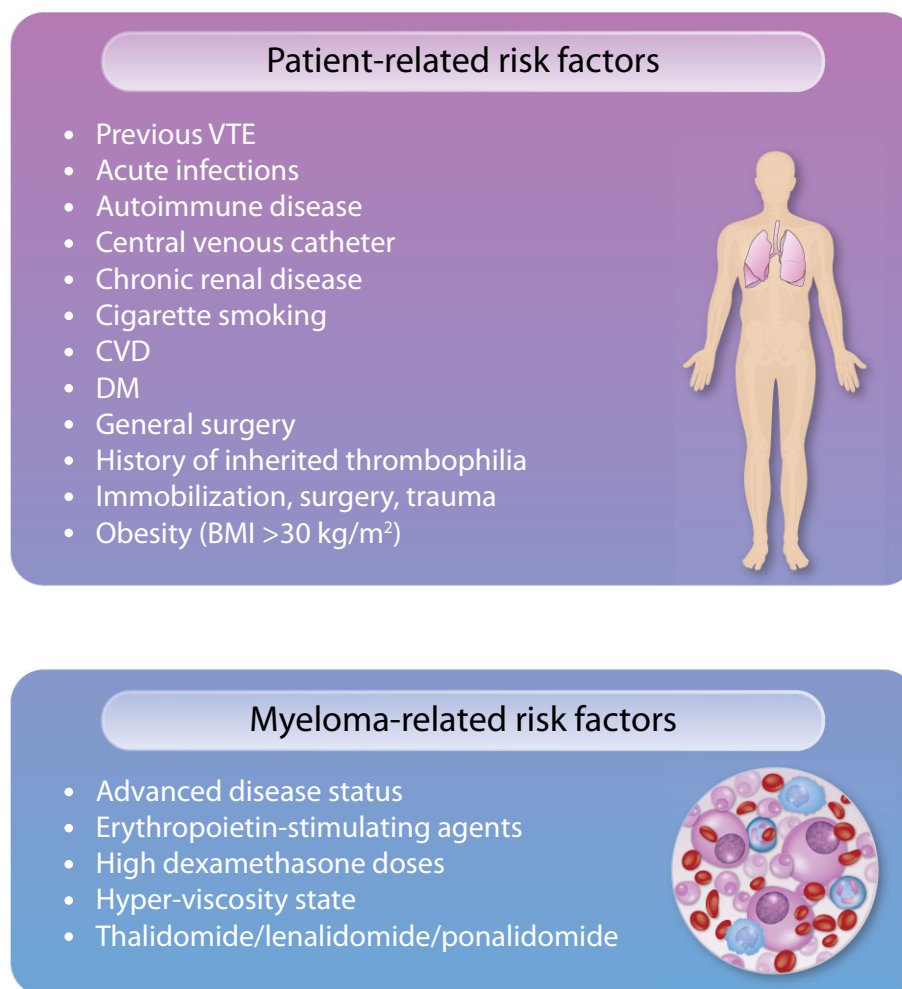 Patient-related risk factors
• Previous VTE
• Acute infections
• Autoimmune disease
• Central venous catheter
• Chronic renal disease
• Cigarette smoking
• CVD
• DM
• General surgery
• History of inherited thrombophilia
• Immobilization, surgery, trauma
• Obesity (BMI >30 kg/m²)
Myeloma-related risk factors
• Advanced disease status
• Erythropoietin-stimulating agents
• High dexamethasone doses
• Hyper-viscosity state
• Thalidomide/lenalidomide/ponalidomide